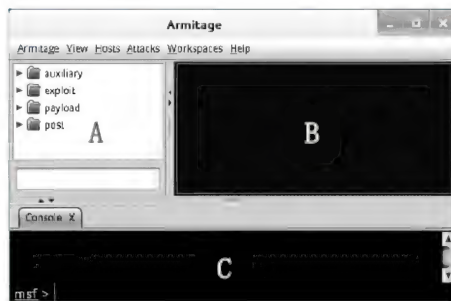 Armitage
Armitage View Hosts Attacks Workspaces Help
auxiliary
exploit
payload
post
A
B
Console X
C
msf >